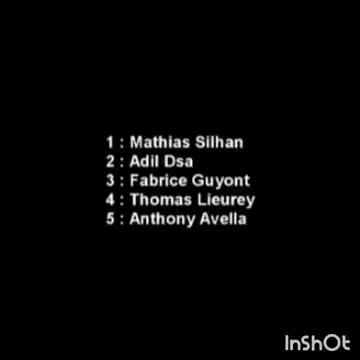 1 : Mathias Silhan
2 : Adil Dsa
3 : Fabrice Guyont
4 : Thomas Lieurey
5 : Anthony Avella
InShOt